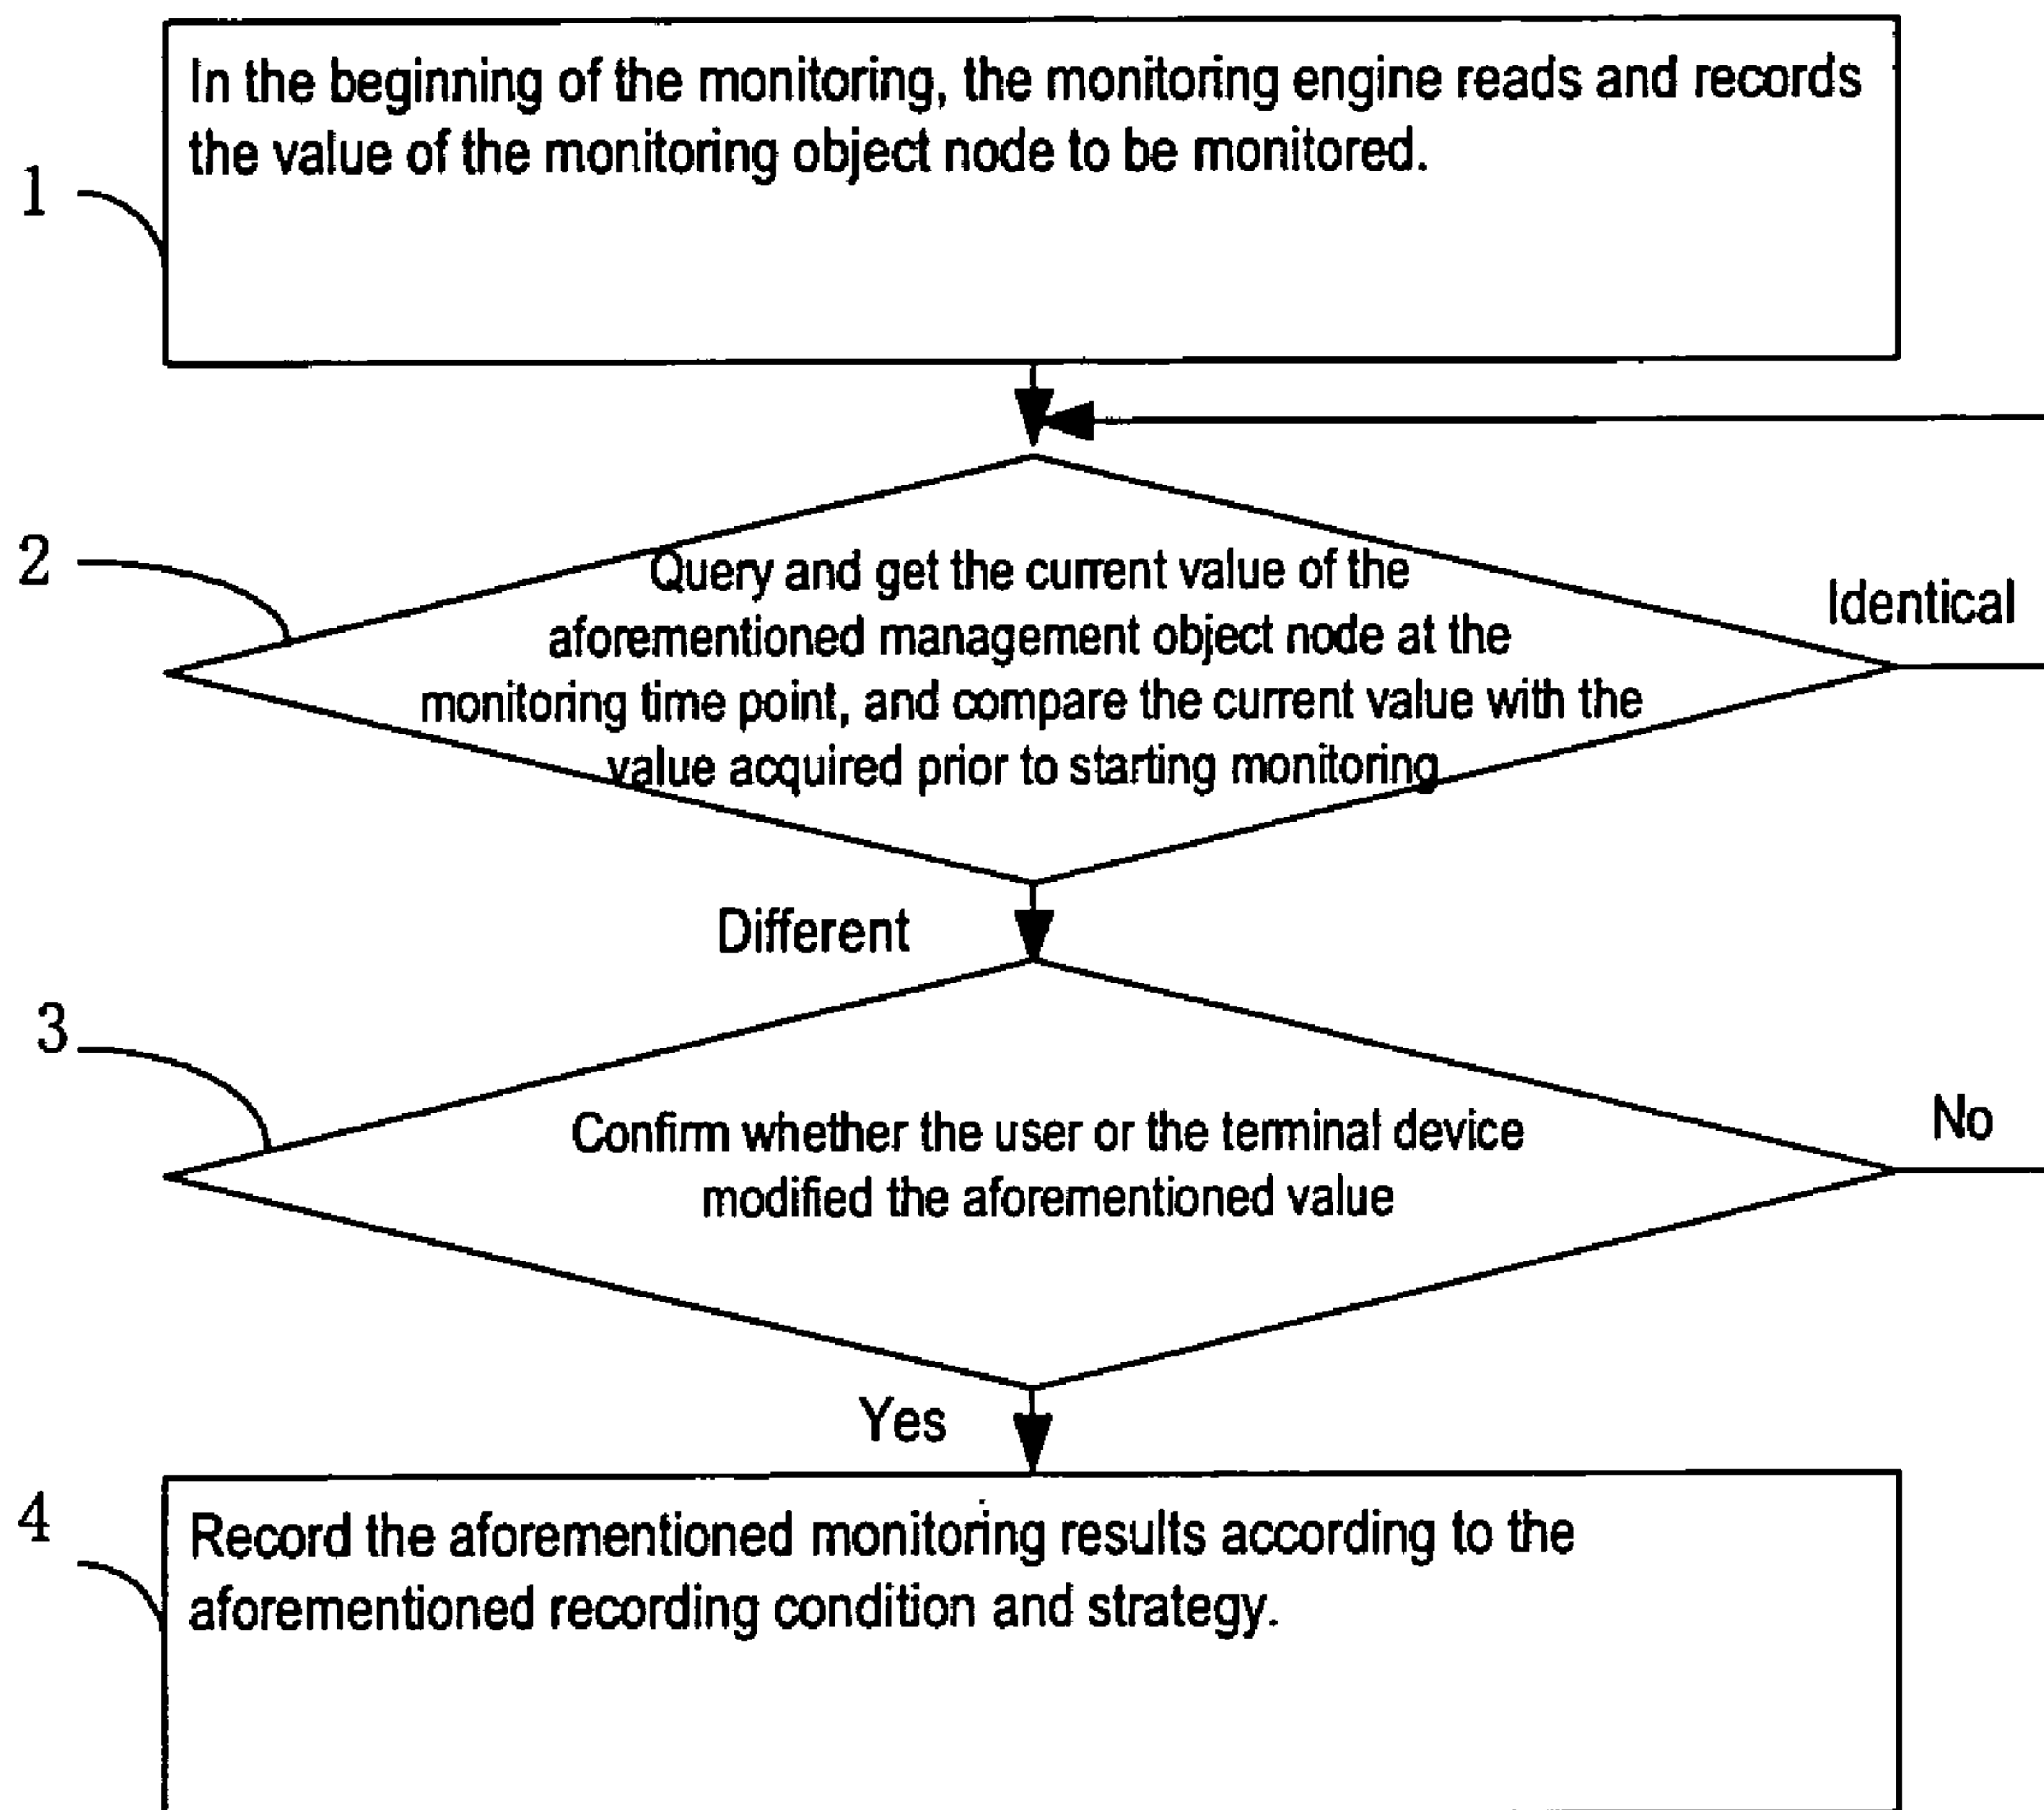 In the beginning of the monitoring, the monitoring engine reads and records
the value of the monitoring object node to be monitored.
1
2
Query and get the current value of the
aforementioned management object node at the
monitoring time point, and compare the current value with the
value acquired prior to starting monitoring
Identical
Different
3
Confirm whether the user or the terminal device
modified the aforementioned value
No
Yes
4
Record the aforementioned monitoring results according to the
aforementioned recording condition and strategy.